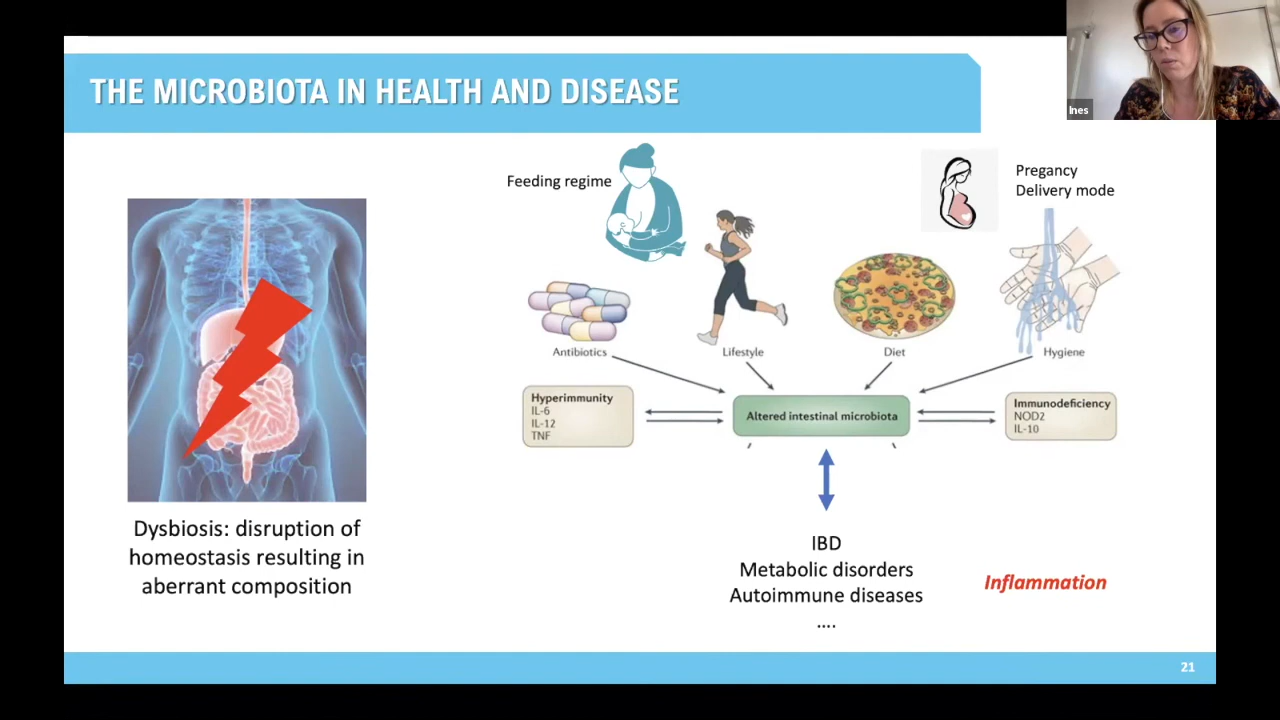 THE MICROBIOTA IN HEALTH AND DISEASE
Ines
Feeding regime
Pregancy
Delivery mode
Antibiotics
Lifestyle
Diet
Hygiene
Hyperimmunity
IL-6
IL-12
TNF
Altered intestinal microbiota
Immunodeficiency
NOD2
IL-10
Dysbiosis: disruption of
homeostasis resulting in
aberrant composition
IBD
Metabolic disorders
Autoimmune diseases
....
Inflammation
21